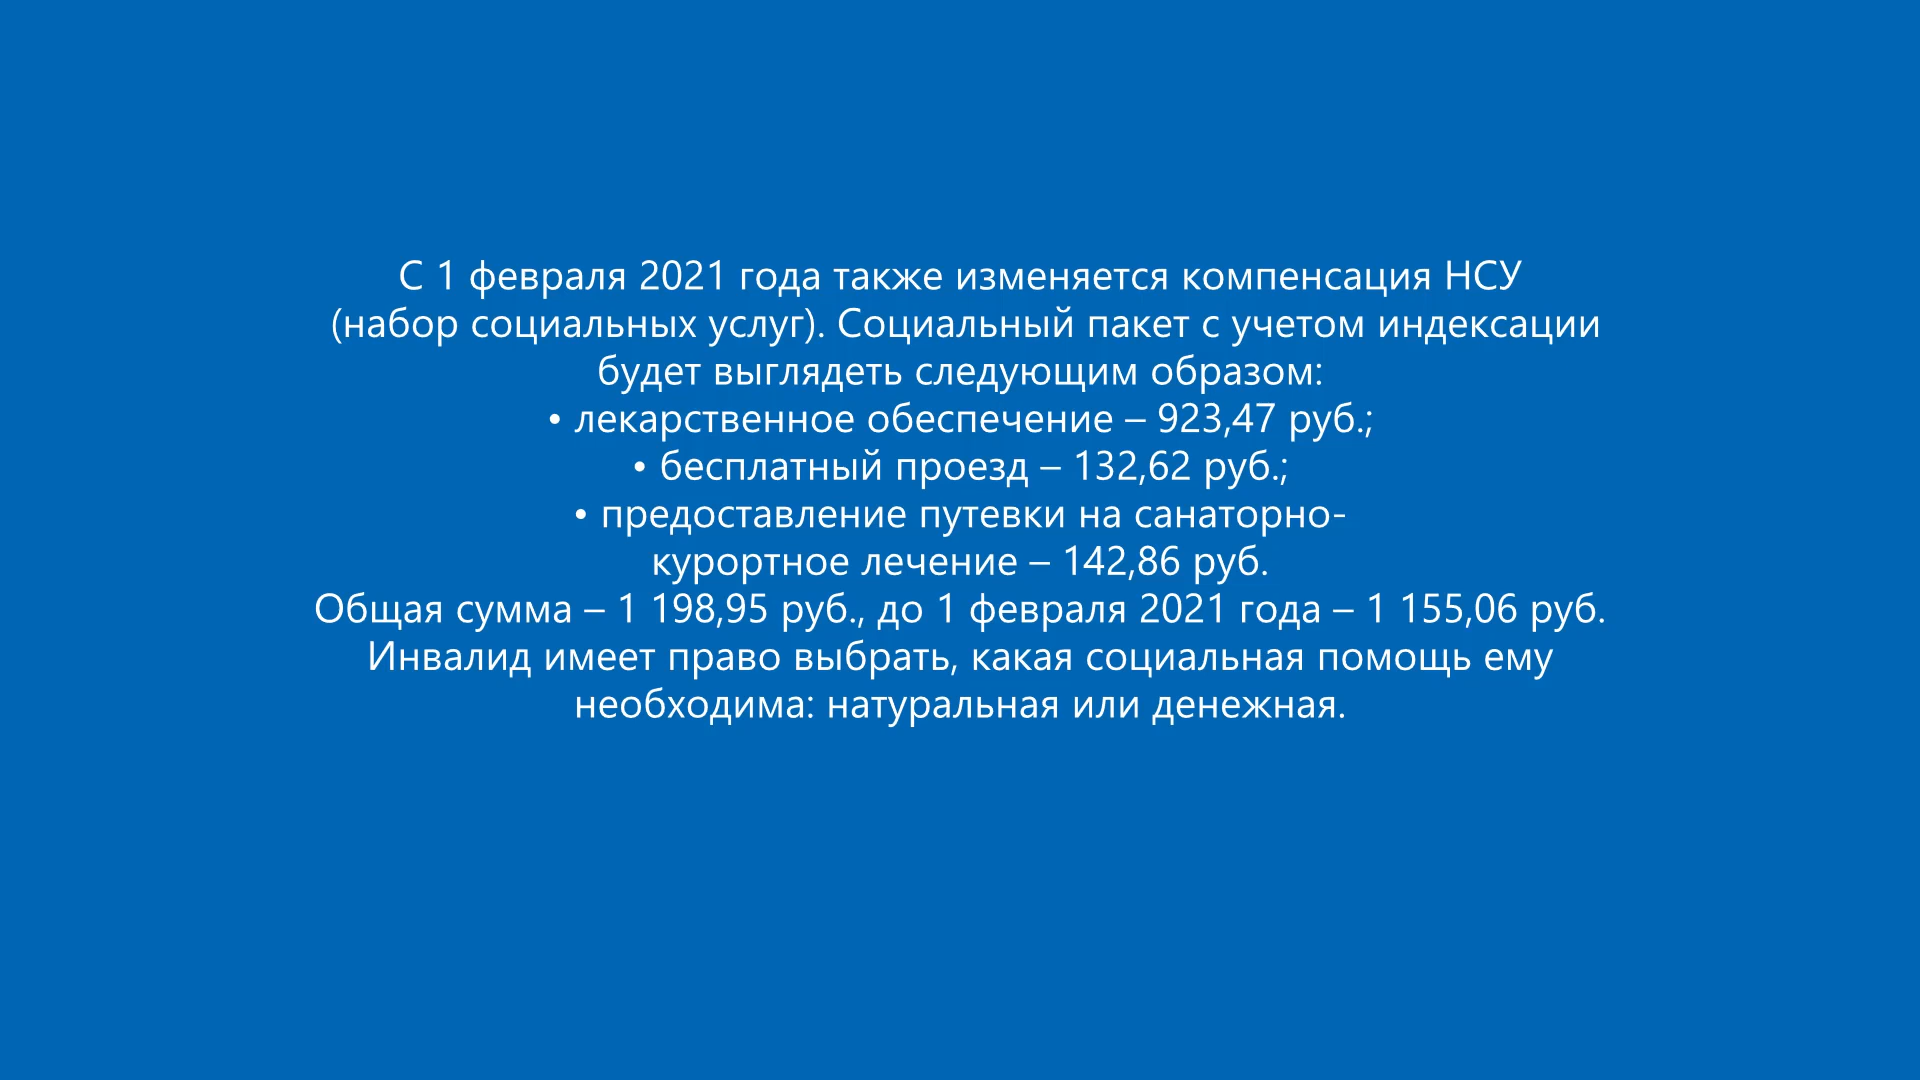 С 1 февраля 2021 года также изменяется компенсация НСУ
(набор социальных услуг). Социальный пакет с учетом индексации
будет выглядеть следующим образом:
• лекарственное обеспечение – 923,47 руб.;
• бесплатный проезд – 132,62 руб.;
• предоставление путевки на санаторно-
курортное лечение – 142,86 руб.
Общая сумма – 1 198,95 руб., до 1 февраля 2021 года – 1 155,06 руб.
Инвалид имеет право выбрать, какая социальная помощь ему
необходима: натуральная или денежная.